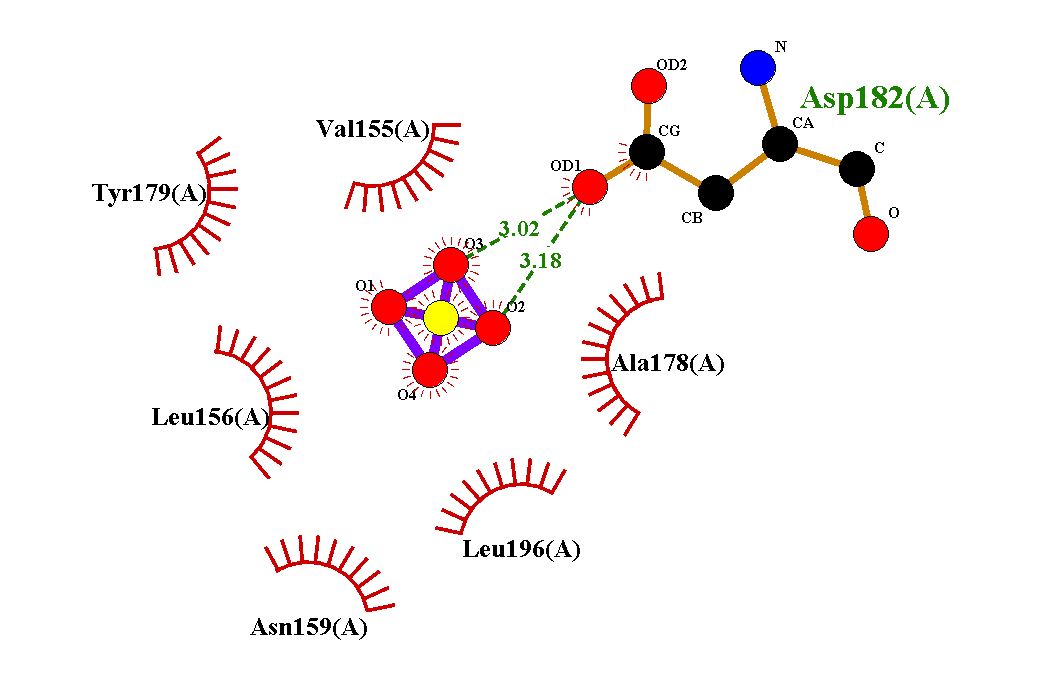 N
OD2
Asp182(A)
CA
Val155(A)
CG
C
OD1
Tyr179(A)
CB
O
3.02
O3
3.18
O1
O2
Ala178(A)
O4
Leu156(A)
Leu196(A)
Asn159(A)